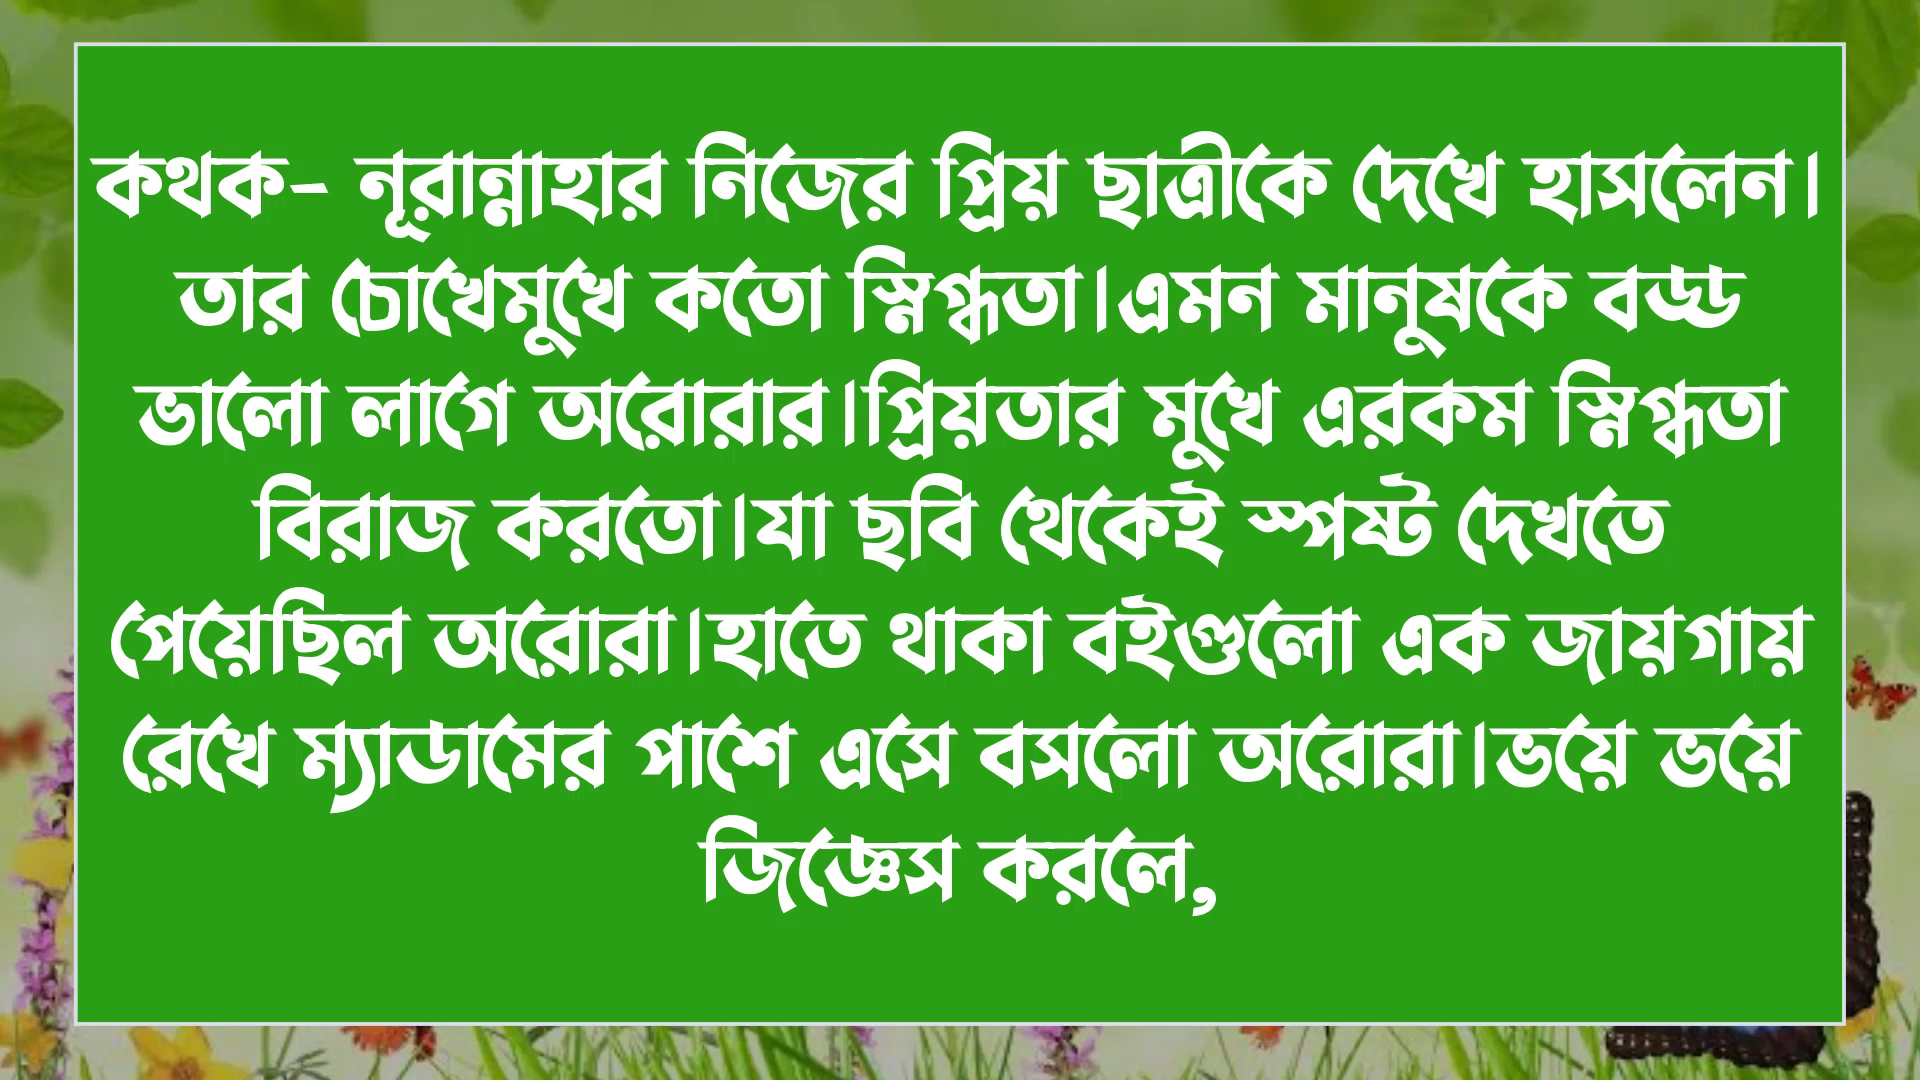 কথক- নূরান্নাহার নিজের প্রিয় ছাত্রীকে দেখে হাসলেন।
তার চোখেমুখে কতো স্নিগ্ধতা।এমন মানুষকে বড্ড
ভালো লাগে অরোরার।প্রিয়তার মুখে এরকম স্নিগ্ধতা
বিরাজ করতো।যা ছবি থেকেই স্পষ্ট দেখতে
পেয়েছিল অরোরা।হাতে থাকা বইগুলো এক জায়গায়
রেখে ম্যাডামের পাশে এসে বসলো অরোরা।ভয়ে ভয়ে
জিজ্ঞেস করলে,